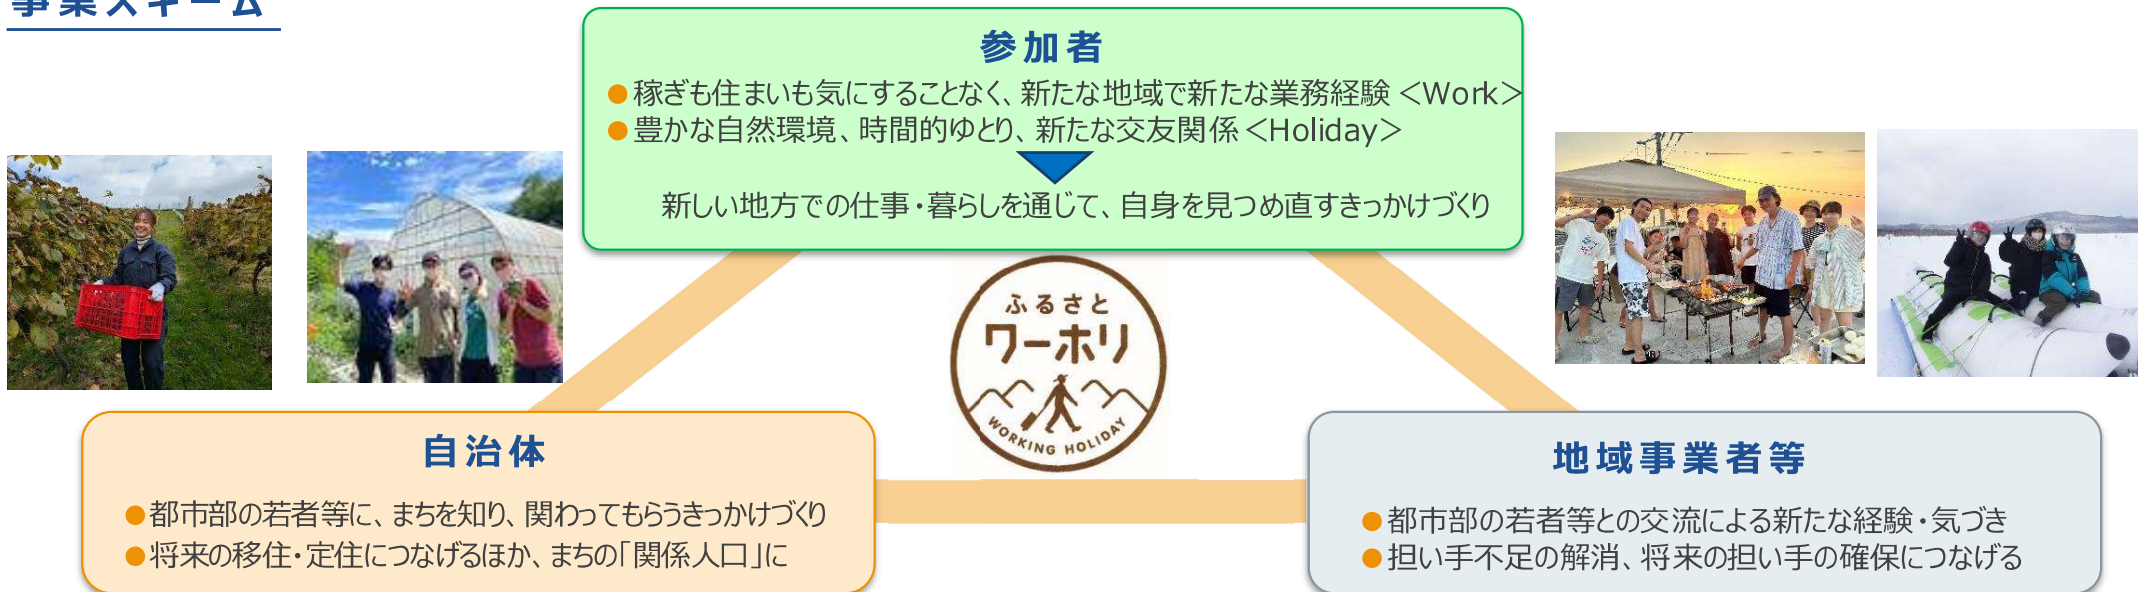 事業スキーム
参加者
●稼ぎも住まいも気にすることなく、新たな地域で新たな業務経験＜Work＞
●豊かな自然環境、時間的ゆとり、新たな交友関係＜Holiday＞
新しい地方での仕事・暮らしを通じて、自身を見つめ直すきっかけづくり
ふるさと
ワーホリ
WORKING HOLIDAY
自治体
●都市部の若者等に、まちを知り、関わってもらうきっかけづくり
●将来の移住・定住につなげるほか、まちの「関係人口」に
地域事業者等
●都市部の若者等との交流による新たな経験・気づき
●担い手不足の解消、将来の担い手の確保につなげる